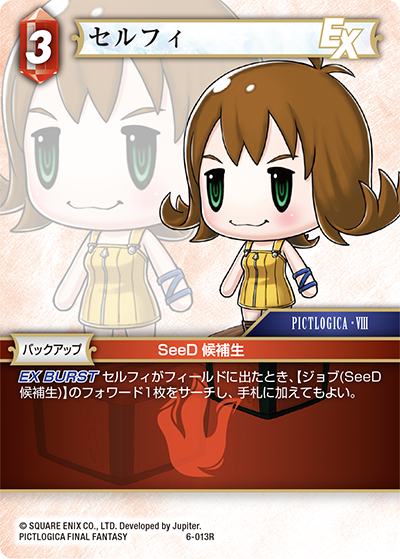 3
セルフィ
EX
PICTLOGICA・VIII
バックアップ
SeeD 候補生
EX BURST セルフィがフィールドに出たとき、【ジョブ(SeeD
候補生)】のフォワード1枚をサーチし、手札に加えてもよい。
© SQUARE ENIX CO., LTD. Developed by Jupiter.
PICTLOGICA FINAL FANTASY
6-013R